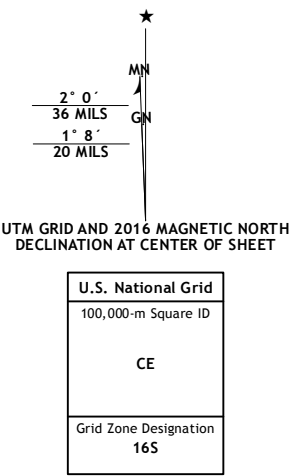 ★
MN
2° 0´
36 MILS
GN
1° 8´
20 MILS
UTM GRID AND 2016 MAGNETIC NORTH
DECLINATION AT CENTER OF SHEET
U.S. National Grid
100,000-m Square ID
CE
Grid Zone Designation
16S